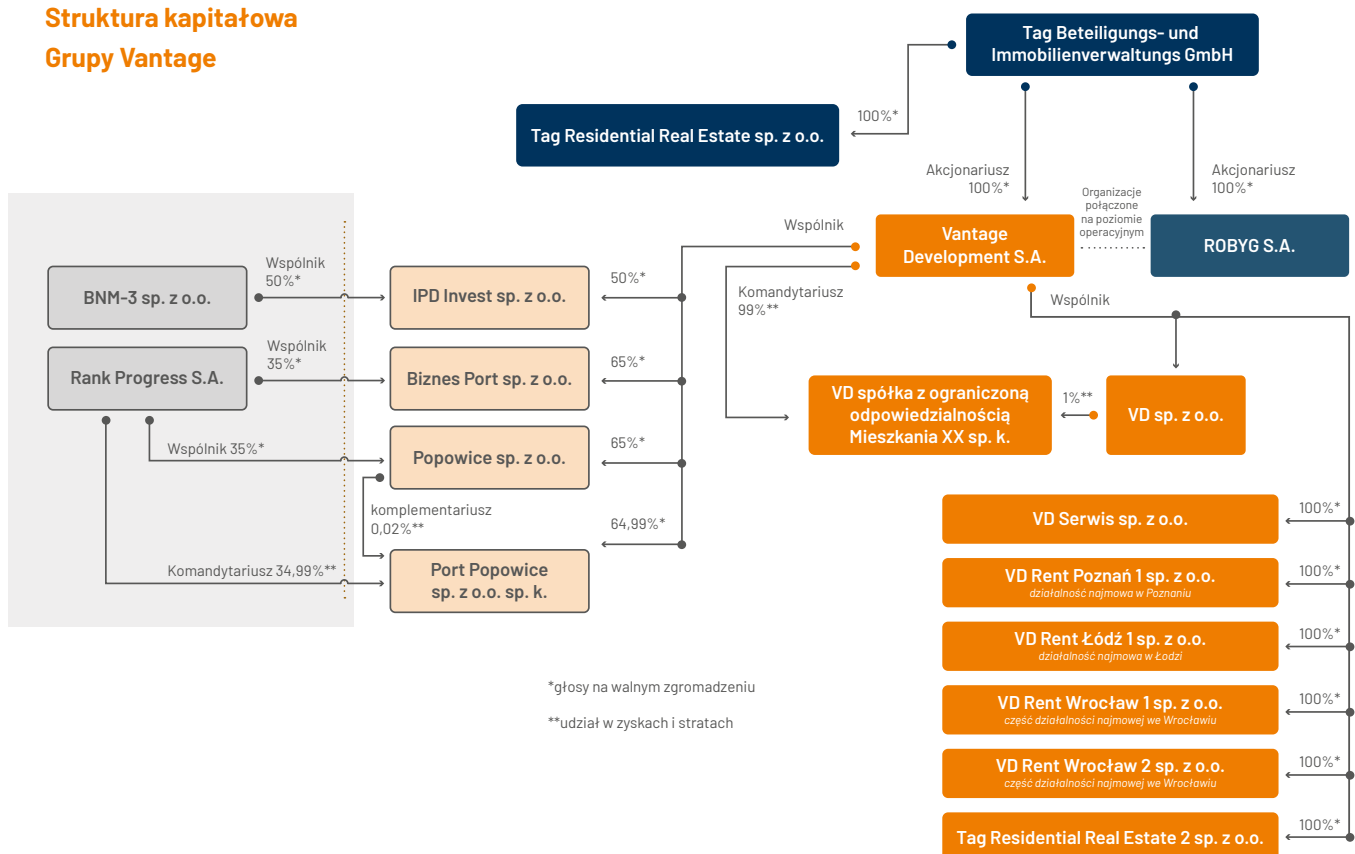 Struktura kapitałowa
Grupy Vantage
Tag Beteiligungs- und
Immobilienverwaltungs GmbH
100%*
Tag Residential Real Estate sp. z o.o.
Akcjonariusz
100%*
Akcjonariusz
100%*
Organizacje
połączone
na poziomie
operacyjnym
Wspólnik
Vantage
Development S.A.
ROBYG S.A.
Wspólnik
50%*
BNM-3 sp. z o.o.
IPD Invest sp. z o.o.
50%*
Komandytariusz
99%**
Wspólnik
Wspólnik
35%*
Rank Progress S.A.
Biznes Port sp. z o.o.
65%*
VD spółka z ograniczoną
odpowiedzialnością
Mieszkania XX sp. k.
1%**
VD sp. z o.o.
Wspólnik 35%*
Popowice sp. z o.o.
65%*
komplementariusz
0,02%**
64,99%*
Komandytariusz 34,99%**
Port Popowice
sp. z o.o. sp. k.
VD Serwis sp. z o.o.
100%*
VD Rent Poznań 1 sp. z o.o.
działalność najmowa w Poznaniu
100%*
VD Rent Łódź 1 sp. z o.o.
działalność najmowa w Łodzi
100%*
VD Rent Wrocław 1 sp. z o.o.
część działalności najmowej we Wrocławiu
100%*
VD Rent Wrocław 2 sp. z o.o.
część działalności najmowej we Wrocławiu
100%*
Tag Residential Real Estate 2 sp. z o.o.
100%*
*głosy na walnym zgromadzeniu
**udział w zyskach i stratach